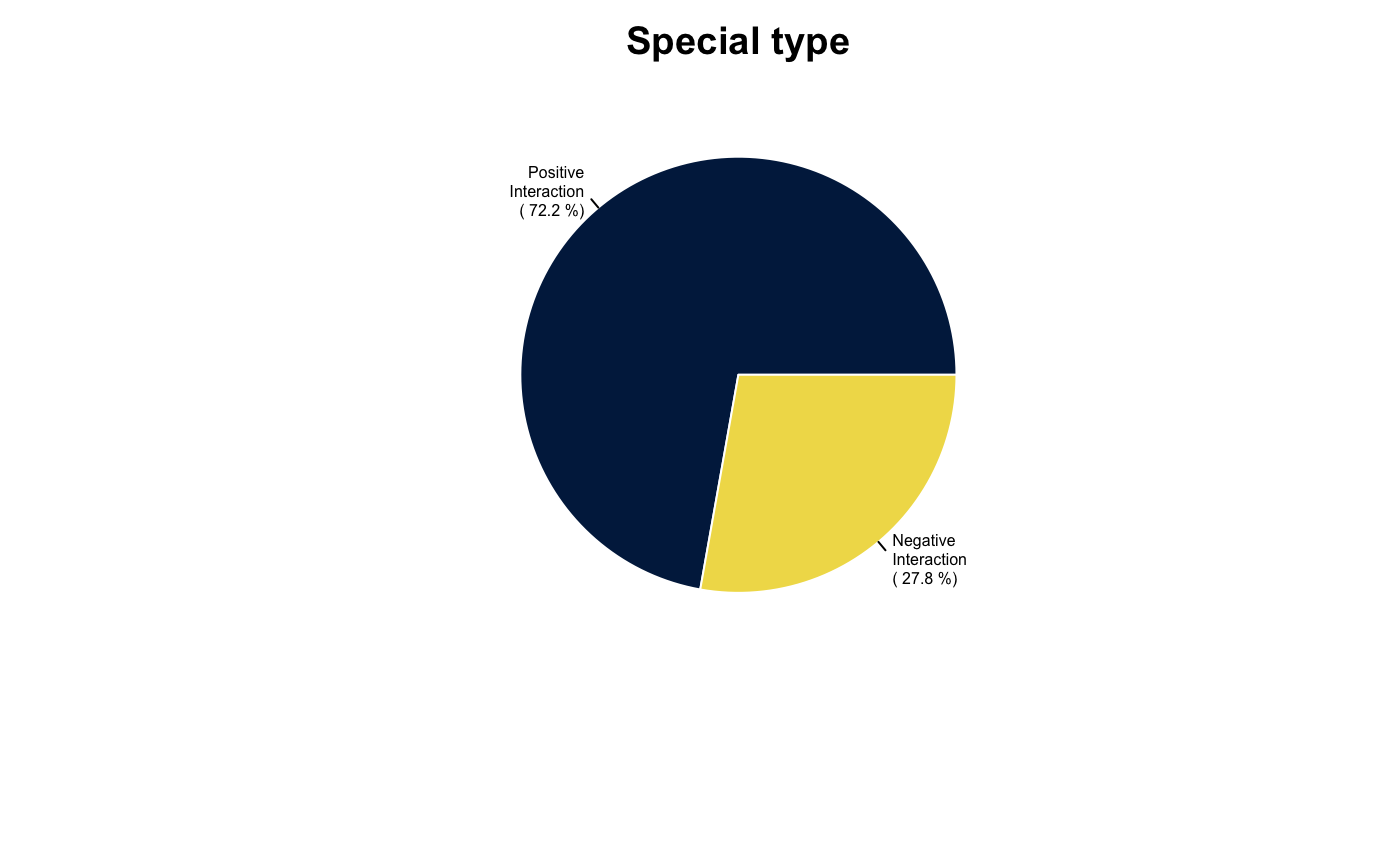 Special type
Positive
Interaction
( 72.2 %)
Negative
Interaction
( 27.8 %)